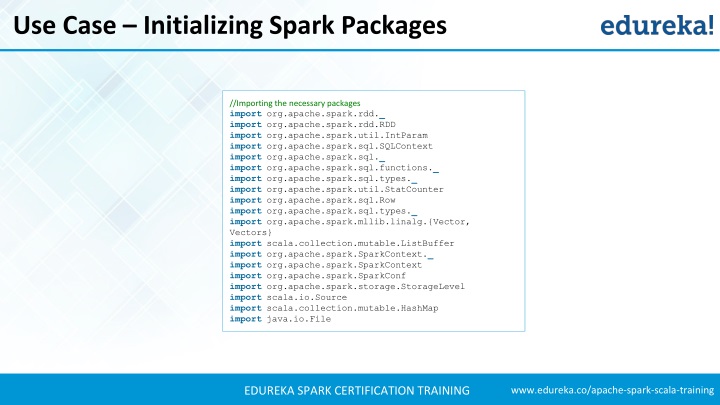 Use Case – Initializing Spark Packages
edureka!
//Importing the necessary packages
import org.apache.spark.rdd._
import org.apache.spark.rdd.RDD
import org.apache.spark.util.IntParam
import org.apache.spark.sql.SQLContext
import org.apache.spark.sql._
import org.apache.spark.sql.functions._
import org.apache.spark.sql.types._
import org.apache.spark.util.StatCounter
import org.apache.spark.sql.Row
import org.apache.spark.sql.types._
import org.apache.spark.mllib.linalg.{Vector,
Vectors}
import scala.collection.mutable.ListBuffer
import org.apache.spark.SparkContext._
import org.apache.spark.SparkContext
import org.apache.spark.SparkConf
import org.apache.spark.storage.StorageLevel
import scala.io.Source
import scala.collection.mutable.HashMap
import java.io.File
EDUREKA SPARK CERTIFICATION TRAINING
www.edureka.co/apache-spark-scala-training